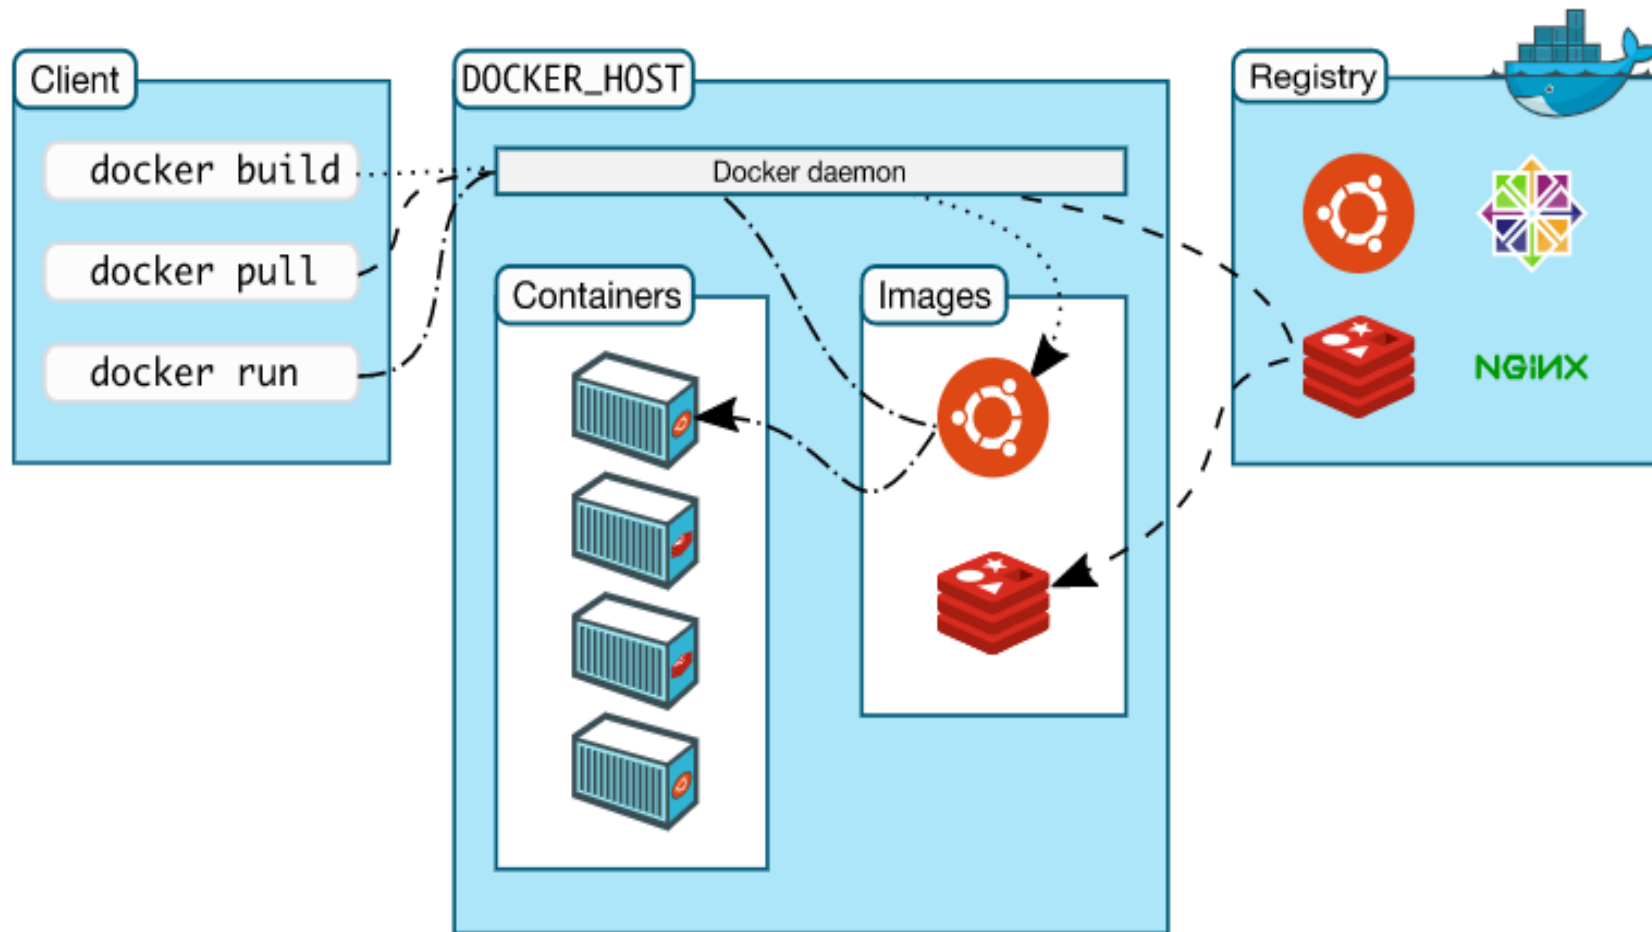 Client
docker build
docker pull
docker run
DOCKER_HOST
Docker daemon
Containers
Images
Registry
NGiNX